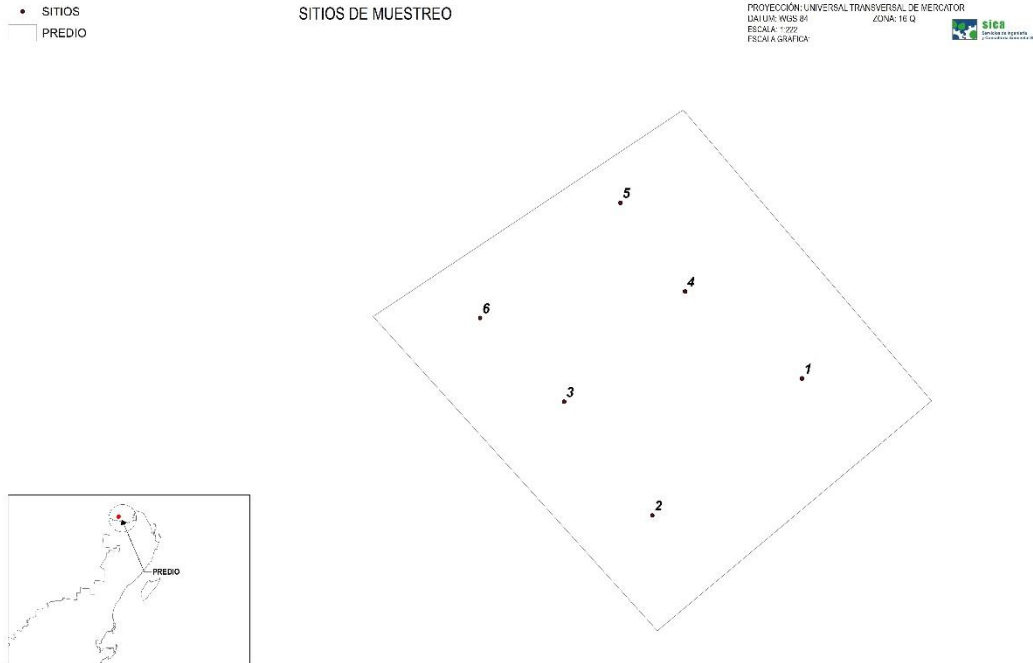 SITIOS
PREDIO
SITIOS DE MUESTREO
PROYECCIÓN: UNIVERSAL TRANSVERSAL DE MERCATOR
DATUM: WGS 84 ZONA: 16 Q
ESCALA: 1:222
ESCALA GRAFICA:
sica
5
4
6
1
3
2
PREDIO